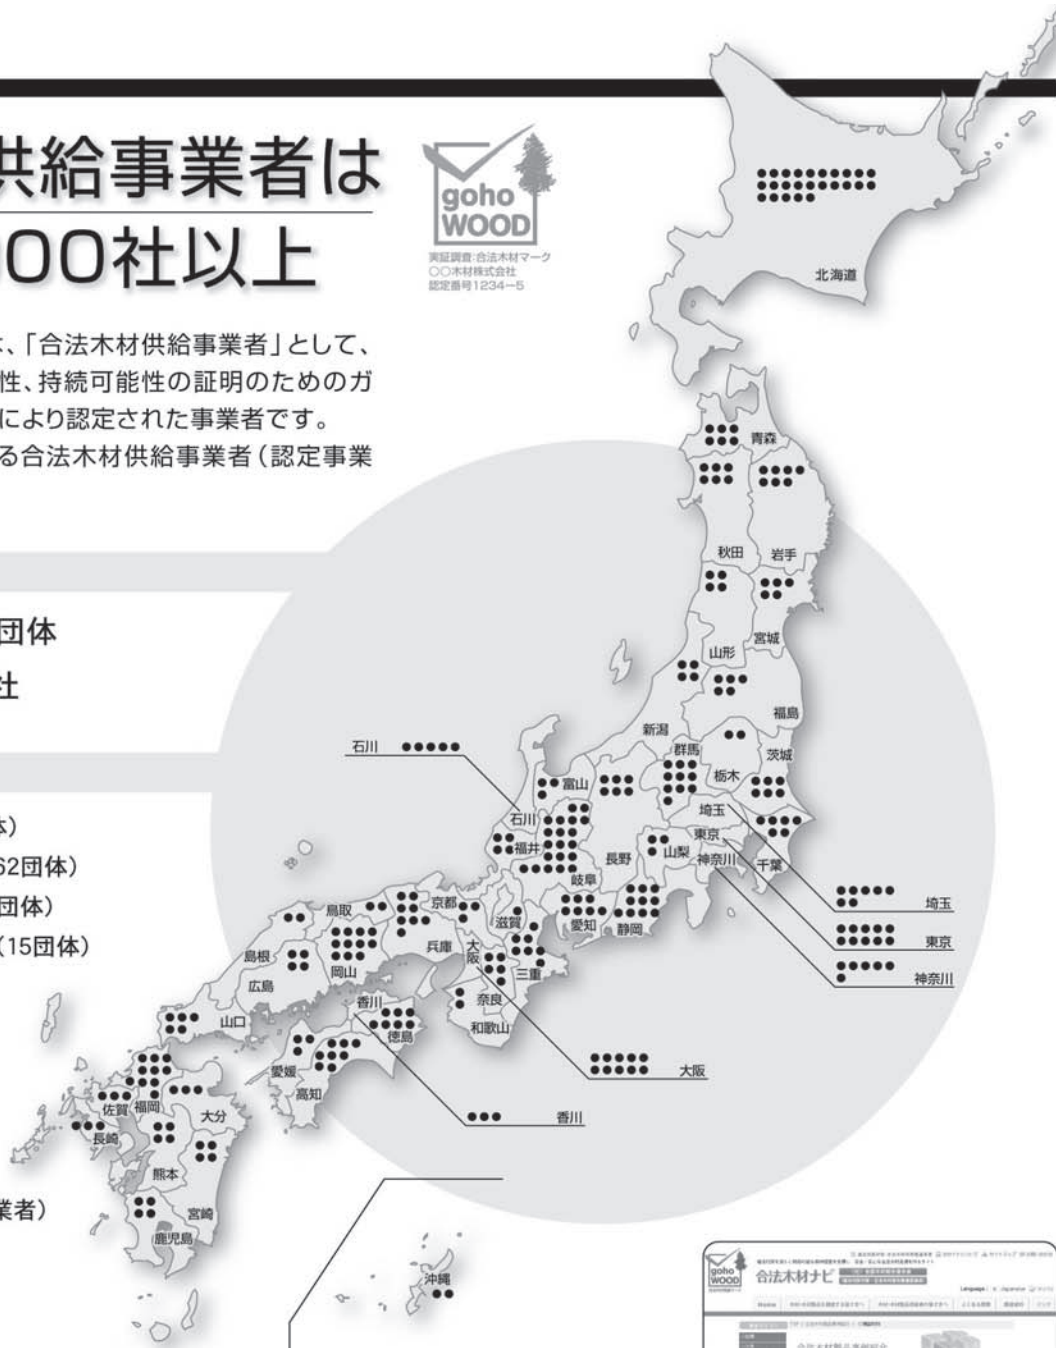 供給事業者は
000社以上
goho
WOOD
実証調査:合法木材マーク
〇〇木材株式会社
認定番号1234ー5
、「合法木材供給事業者」として、
性、持続可能性の証明のためのガ
により認定された事業者です。
る合法木材供給事業者（認定事業
団体
社
体）
62団体）
団体）
（15団体）
業者）
北海道
青森
秋田
岩手
宮城
山形
福島
新潟
群馬
茨城
栃木
石川
富山
埼玉
石川
東京
福井
長野
山梨
神奈川
千葉
岐阜
埼玉
鳥取
京都
滋賀
愛知
静岡
東京
兵庫
大阪
島根
岡山
三重
神奈川
広島
香川
奈良
山口
徳島
和歌山
愛媛
大阪
高知
佐賀
福岡
大分
香川
長崎
熊本
宮崎
鹿児島
沖縄
goho
WOOD
合法木材ナビ
Language